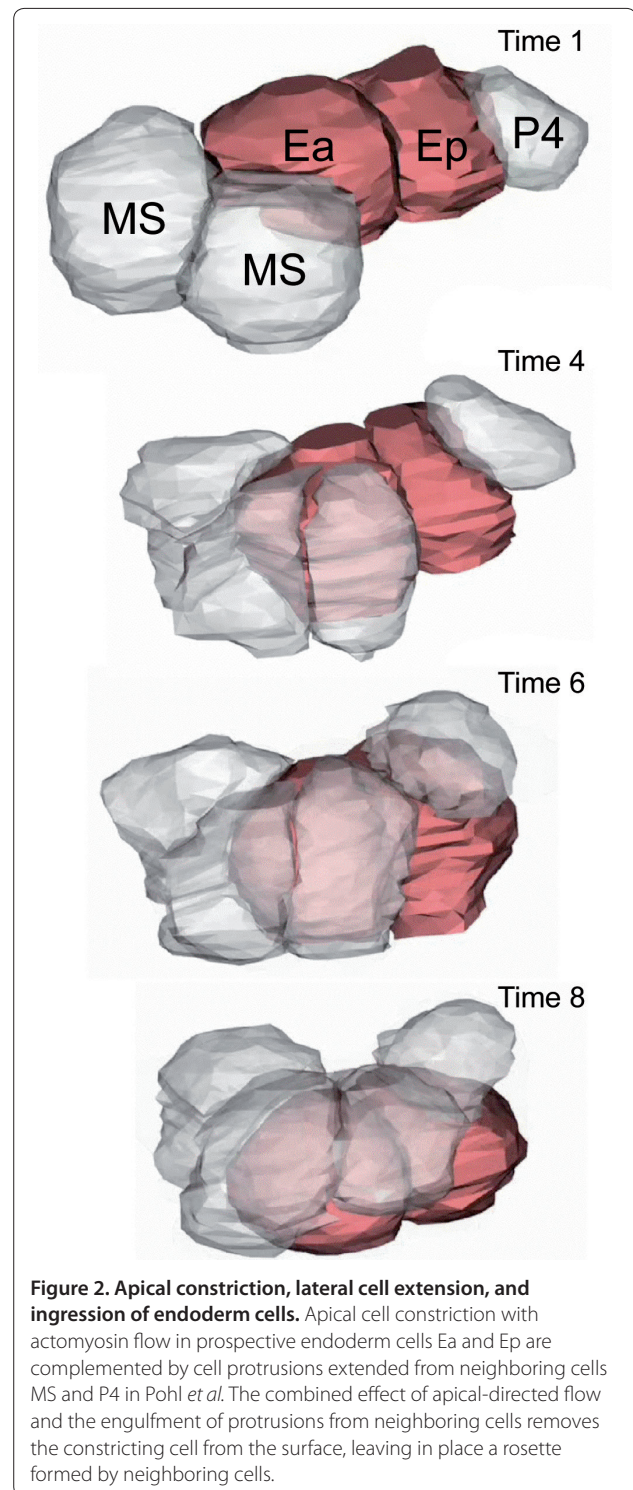 Time 1
Ea
Ep
P4
MS
MS
Time 4
Time 6
Time 8
Figure 2. Apical constriction, lateral cell extension, and
ingression of endoderm cells. Apical cell constriction with
actomyosin flow in prospective endoderm cells Ea and Ep are
complemented by cell protrusions extended from neighboring cells
MS and P4 in Pohl et al. The combined effect of apical-directed flow
and the engulfment of protrusions from neighboring cells removes
the constricting cell from the surface, leaving in place a rosette
formed by neighboring cells.